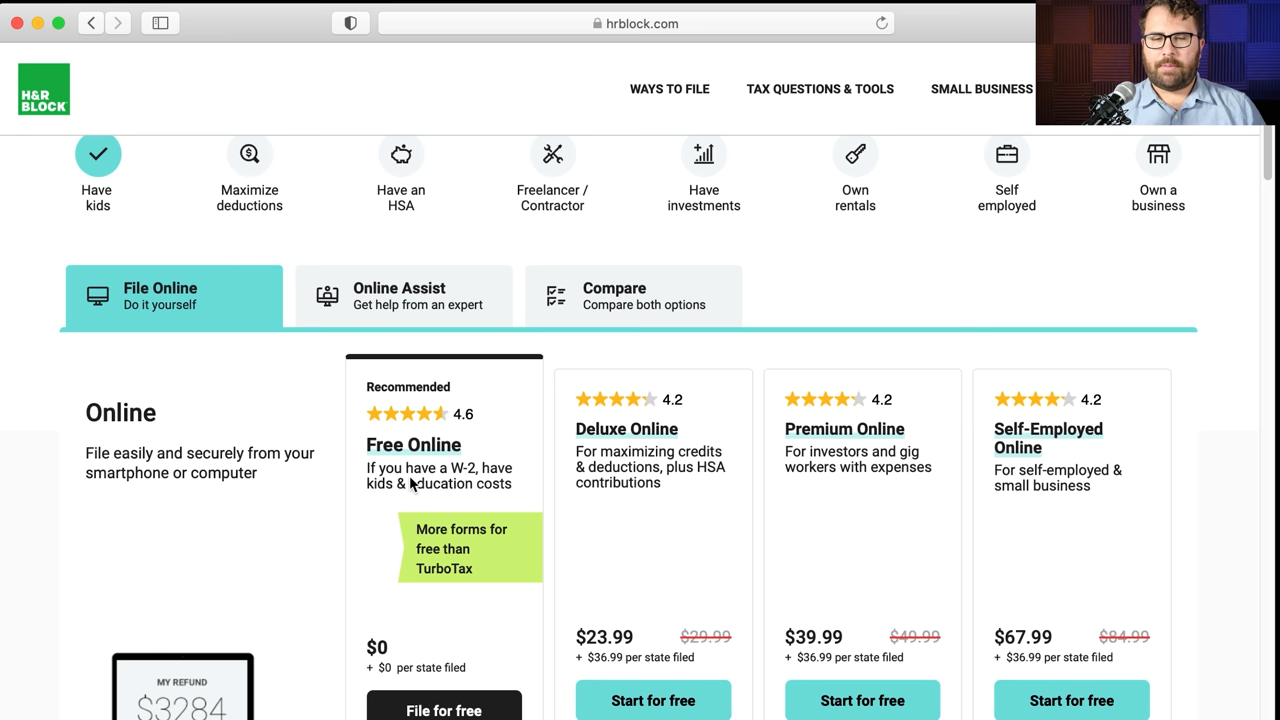 hrblock.com
H&R
BLOCK
WAYS TO FILE
TAX QUESTIONS & TOOLS
SMALL BUSINESS
Have
kids
Maximize
deductions
Have an
HSA
Freelancer /
Contractor
Have
investments
Own
rentals
Self
employed
Own a
business
File Online
Do it yourself
Online Assist
Get help from an expert
Compare
Compare both options
Online
File easily and securely from your
smartphone or computer
MY REFUND
$3284
Recommended
4.6
Free Online
If you have a W-2, have
kids & education costs
More forms for
free than
TurboTax
$0
+ $0 per state filed
File for free
4.2
Deluxe Online
For maximizing credits
& deductions, plus HSA
contributions
$23.99 $29.99
+ $36.99 per state filed
Start for free
4.2
Premium Online
For investors and gig
workers with expenses
$39.99 $49.99
+ $36.99 per state filed
Start for free
4.2
Self-Employed
Online
For self-employed &
small business
$67.99 $84.99
+ $36.99 per state filed
Start for free